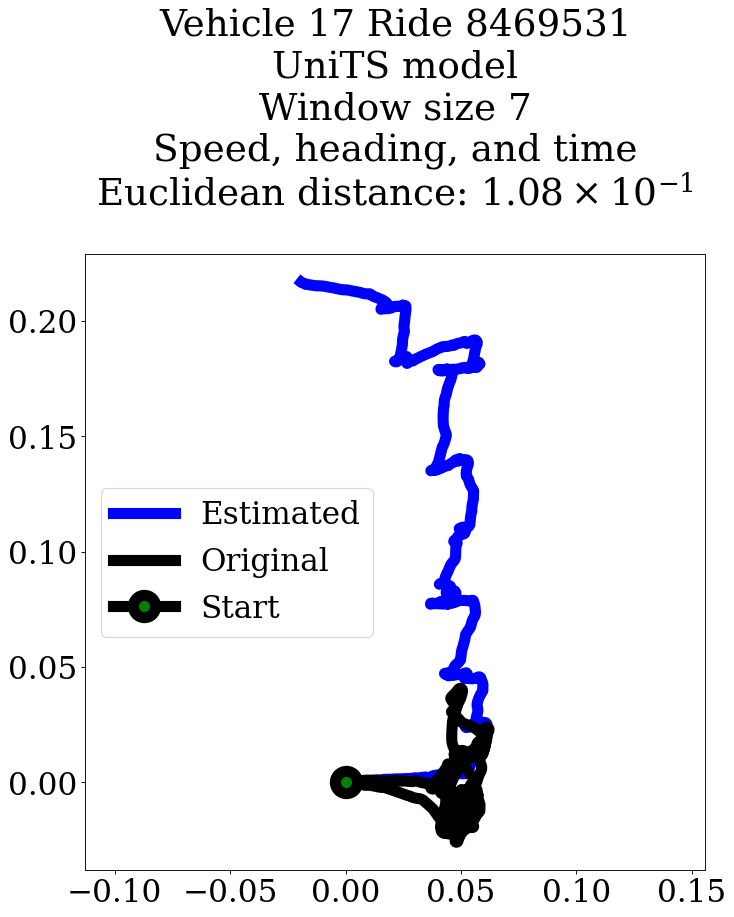 Vehicle 17 Ride 8469531
UniTS model
Window size 7
Speed, heading, and time
Euclidean distance: 1.08 × 10⁻¹
0.20
0.15
0.10
0.05
0.00
Estimated
Original
Start
−0.10 −0.05 0.00 0.05 0.10 0.15